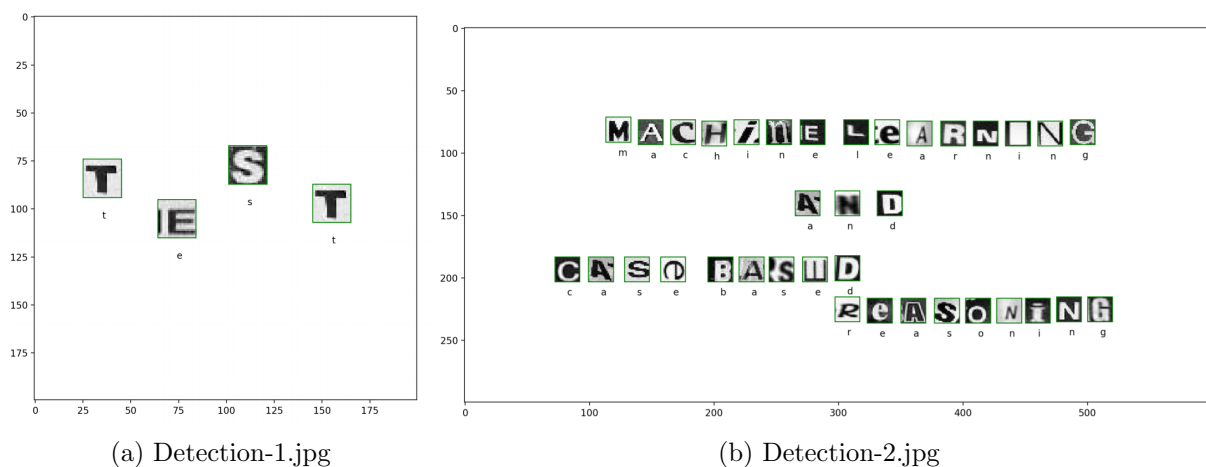 0
25
50
75
100
125
150
175
T E S T
t e s t
0 25 50 75 100 125 150 175
(a) Detection-1.jpg
0
50
100
150
200
250
MACHinE LeARNING
m a c h i n e l e a r n i n g
AND
a n d
CASe BASED
c a s e b a s e d
ReASoNiNG
r e a s o n i n g
0 100 200 300 400 500
(b) Detection-2.jpg